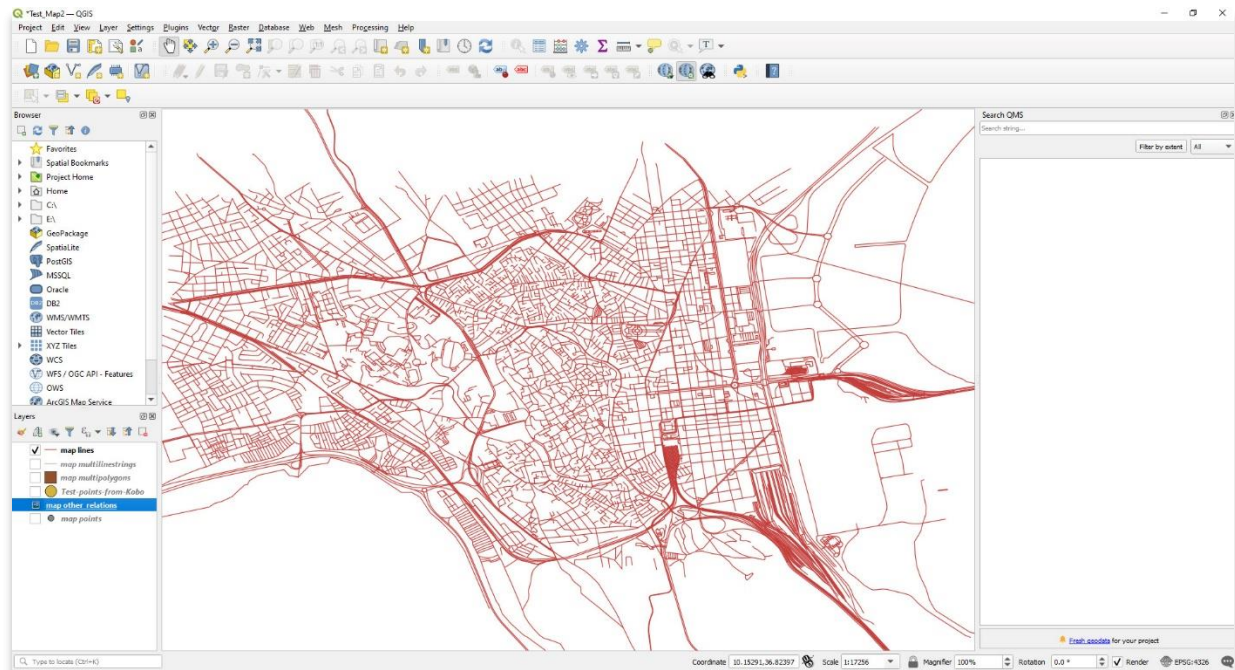 *Test_Map2 — QGIS
Project Edit View Layer Settings Plugins Vector Raster Database Web Mesh Processing Help
Browser
Favorites
Spatial Bookmarks
Project Home
Home
C:\
E:\
GeoPackage
SpatiaLite
PostGIS
MSSQL
Oracle
DB2
WMS/WMTS
Vector Tiles
XYZ Tiles
WCS
WFS / OGC API - Features
OWS
ArcGIS Map Service
Layers
map lines
map multilinestrings
map multipolygons
Test-points-from-Kobo
map other_relations
map points
Search QMS
Search string...
Filter by extent All
Fresh geodata for your project
Type to locate (Ctrl+K)
Coordinate 10.15291,36.82397 Scale 1:17256 Magnifier 100% Rotation 0.0 ° Render EPSG:4326